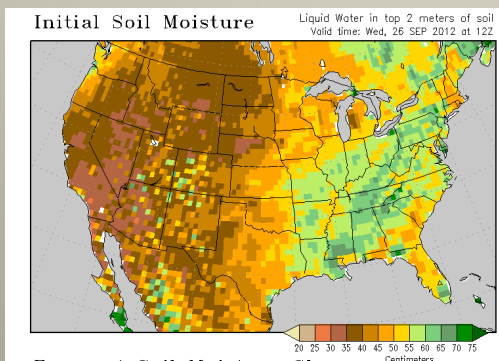 Initial Soil Moisture
Liquid Water in top 2 meters of soil
Valid time: Wed, 26 SEP 2012 at 12Z
20 25 30 35 40 45 50 55 60 65 70 75
Centimeters